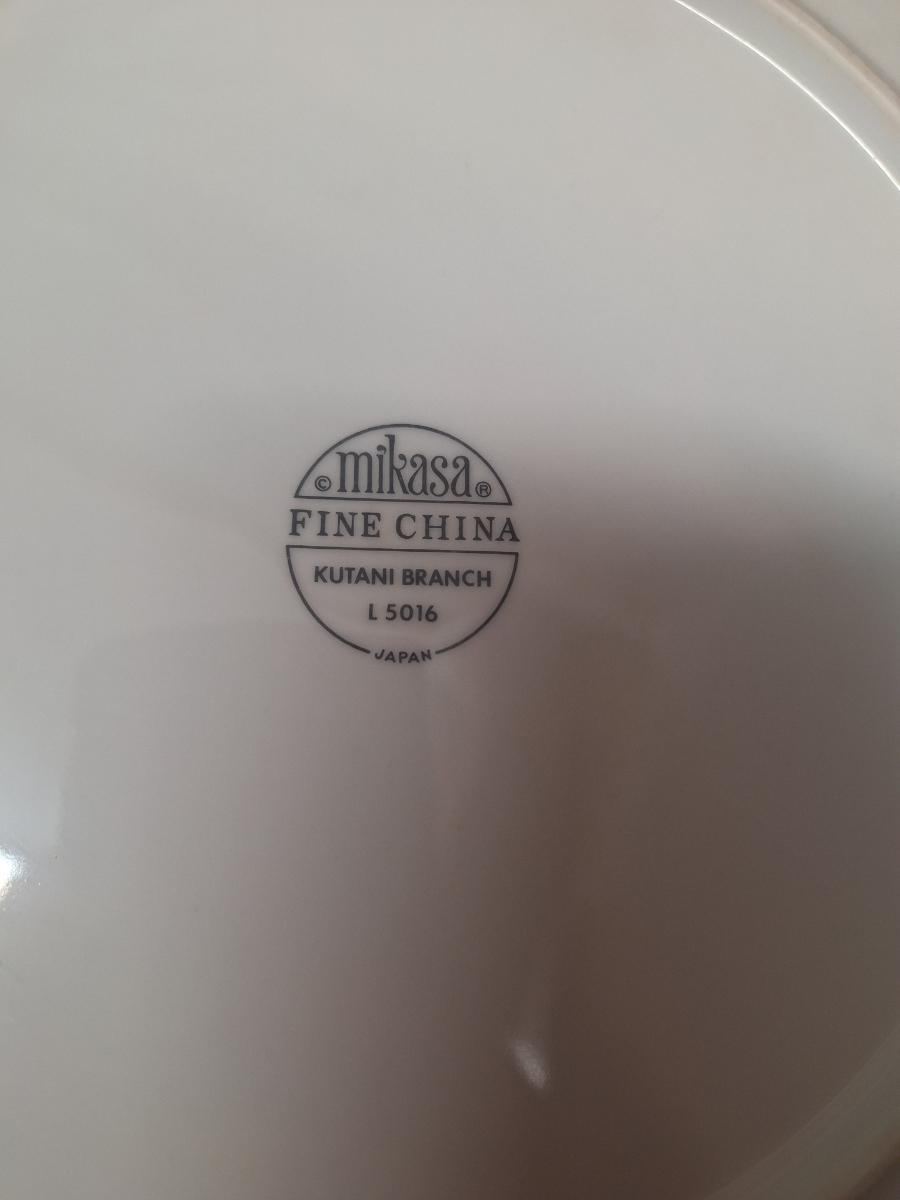 © mikasa ®
FINE CHINA
KUTANI BRANCH
L 5016
JAPAN